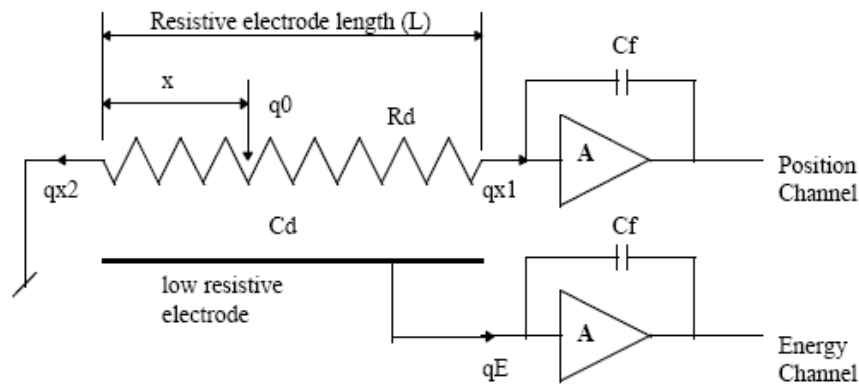 Resistive electrode length (L)
Cf
x
q0
Rd
A
Position
Channel
qx2
qx1
Cd
Cf
low resistive
electrode
A
Energy
Channel
qE